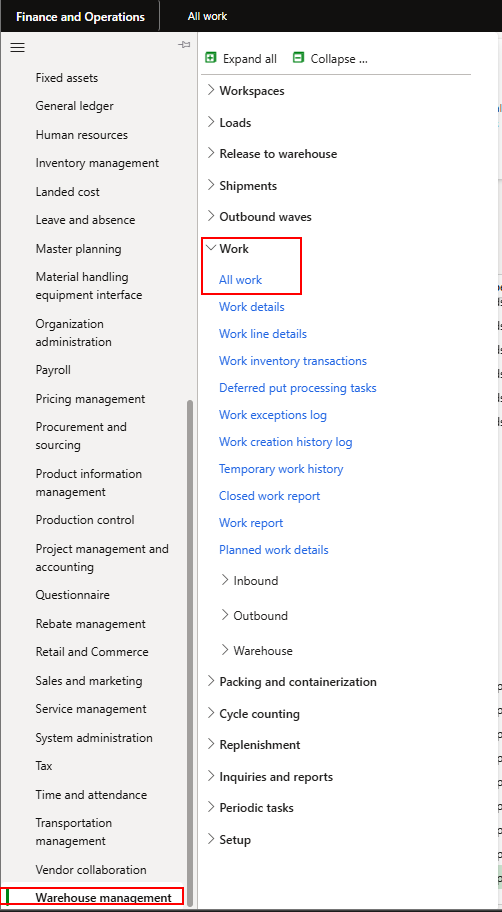 Finance and Operations
All work
Fixed assets
General ledger
Human resources
Inventory management
Landed cost
Leave and absence
Master planning
Material handling
equipment interface
Organization
administration
Payroll
Pricing management
Procurement and
sourcing
Product information
management
Production control
Project management and
accounting
Questionnaire
Rebate management
Retail and Commerce
Sales and marketing
Service management
System administration
Tax
Time and attendance
Transportation
management
Vendor collaboration
Warehouse management
Expand all
Collapse ...
Workspaces
Loads
Release to warehouse
Shipments
Outbound waves
Work
All work
Work details
Work line details
Work inventory transactions
Deferred put processing tasks
Work exceptions log
Work creation history log
Temporary work history
Closed work report
Work report
Planned work details
Inbound
Outbound
Warehouse
Packing and containerization
Cycle counting
Replenishment
Inquiries and reports
Periodic tasks
Setup